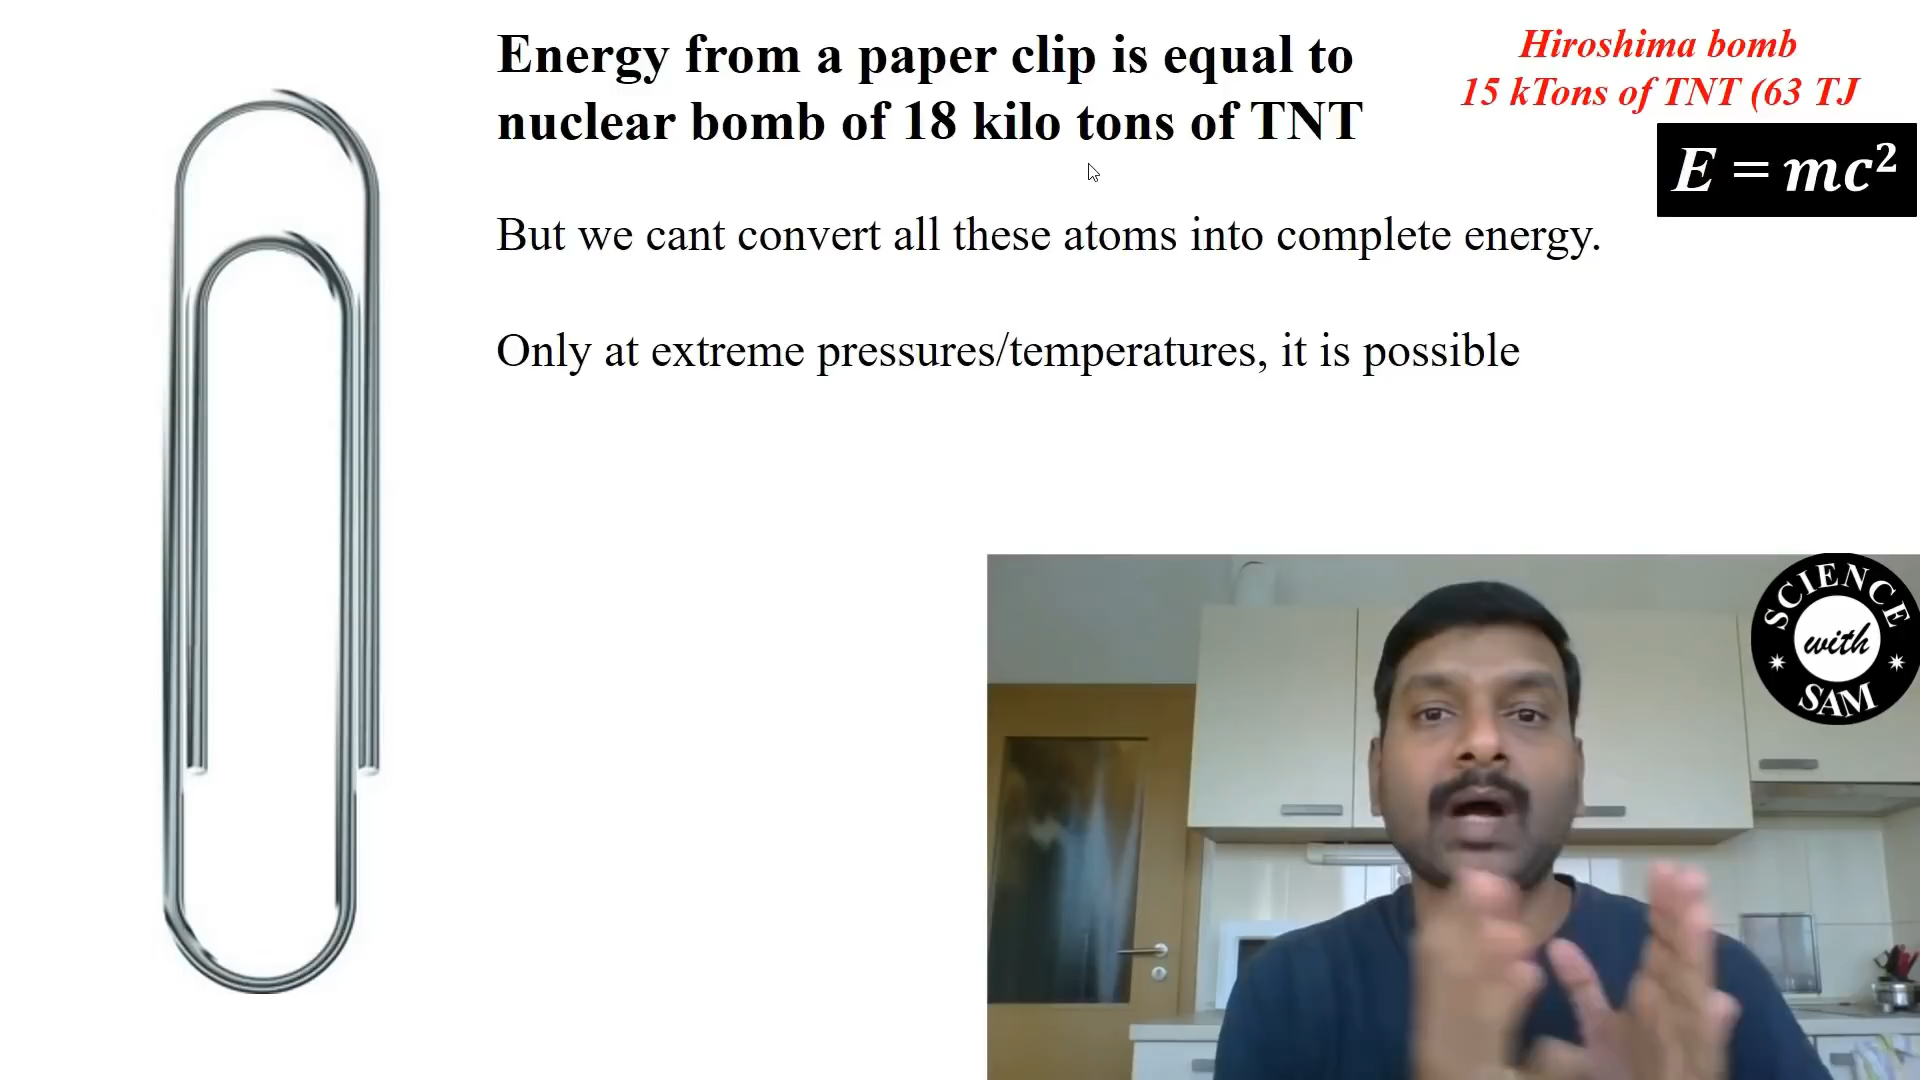 Energy from a paper clip is equal to
nuclear bomb of 18 kilo tons of TNT
Hiroshima bomb
15 kTons of TNT (63 TJ
E = mc²
But we cant convert all these atoms into complete energy.
Only at extreme pressures/temperatures, it is possible
SCIENCE
with
SAM